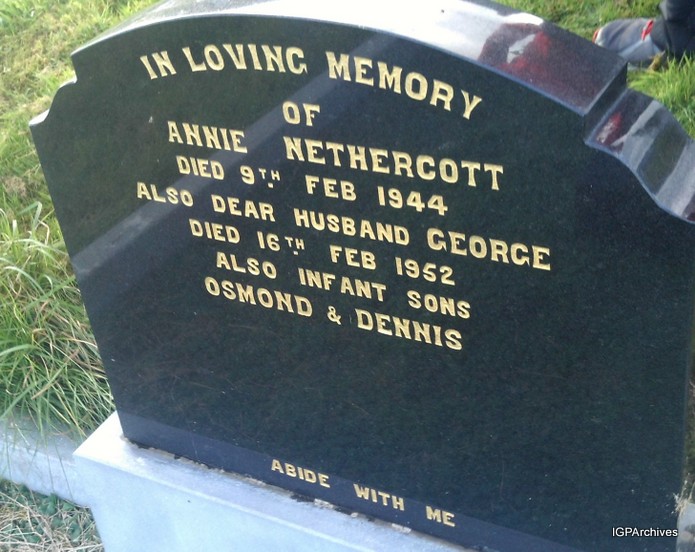 IN LOVING MEMORY
OF
ANNIE NETHERCOTT
DIED 9TH FEB 1944
ALSO DEAR HUSBAND GEORGE
DIED 16TH FEB 1952
ALSO INFANT SONS
OSMOND & DENNIS
ABIDE WITH ME
IGPArchives